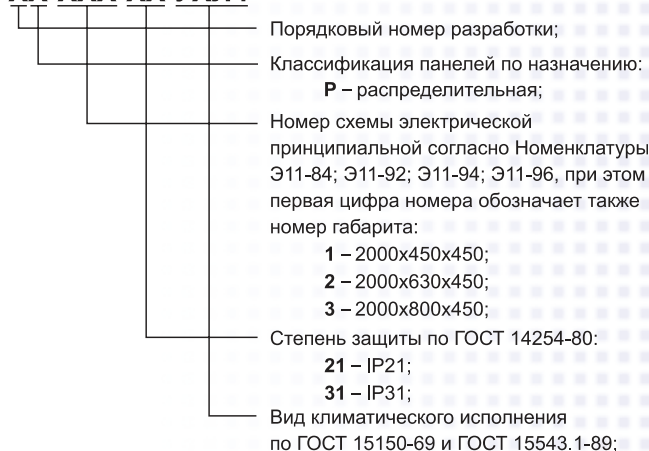 Порядковый номер разработки;
Классификация панелей по назначению:
Р – распределительная;
Номер схемы электрической
принципиальной согласно Номенклатуры
Э11-84; Э11-92; Э11-94; Э11-96, при этом
первая цифра номера обозначает также
номер габарита:
1 – 2000х450х450;
2 – 2000х630х450;
3 – 2000х800х450;
Степень защиты по ГОСТ 14254-80:
21 – IP21;
31 – IP31;
Вид климатического исполнения
по ГОСТ 15150-69 и ГОСТ 15543.1-89;